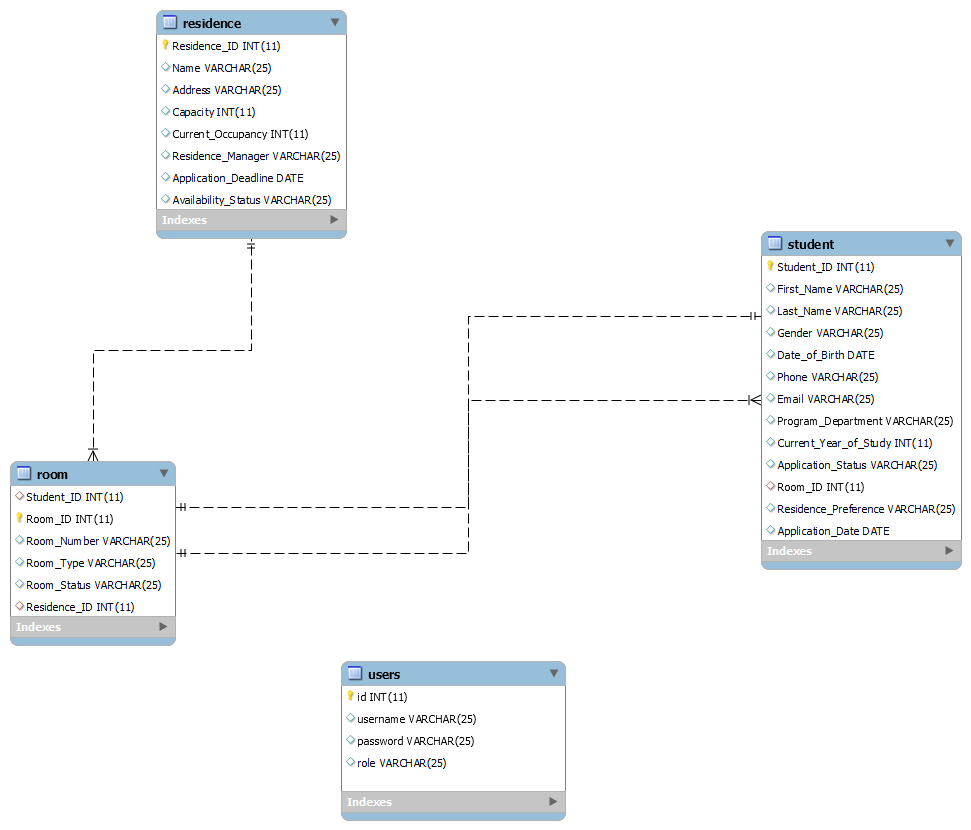 residence
Residence_ID INT(11)
Name VARCHAR(25)
Address VARCHAR(25)
Capacity INT(11)
Current_Occupancy INT(11)
Residence_Manager VARCHAR(25)
Application_Deadline DATE
Availability_Status VARCHAR(25)
Indexes
student
Student_ID INT(11)
First_Name VARCHAR(25)
Last_Name VARCHAR(25)
Gender VARCHAR(25)
Date_of_Birth DATE
Phone VARCHAR(25)
Email VARCHAR(25)
Program_Department VARCHAR(25)
Current_Year_of_Study INT(11)
Application_Status VARCHAR(25)
Room_ID INT(11)
Residence_Preference VARCHAR(25)
Application_Date DATE
Indexes
room
Student_ID INT(11)
Room_ID INT(11)
Room_Number VARCHAR(25)
Room_Type VARCHAR(25)
Room_Status VARCHAR(25)
Residence_ID INT(11)
Indexes
users
id INT(11)
username VARCHAR(25)
password VARCHAR(25)
role VARCHAR(25)
Indexes